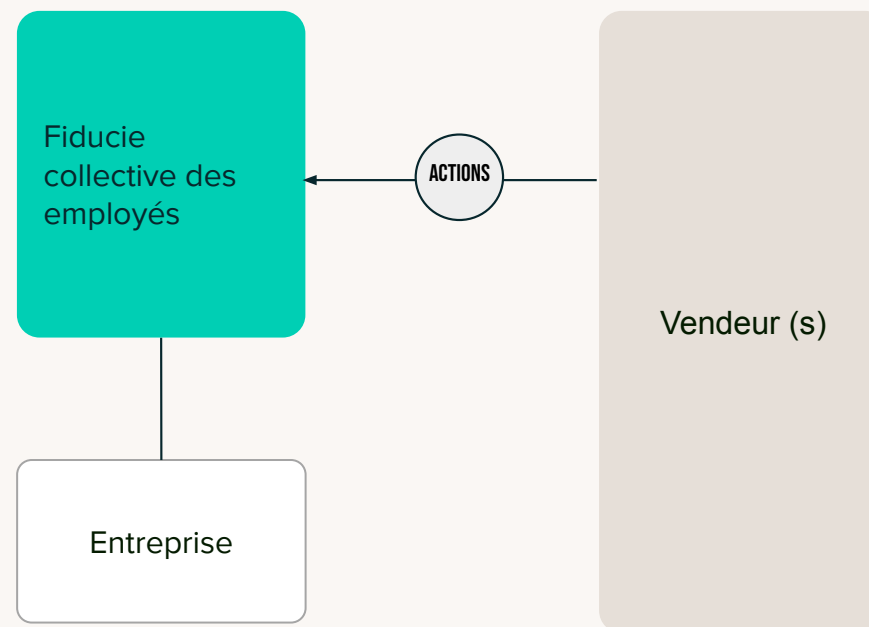 Fiducie
collective des
employés
ACTIONS
Vendeur (s)
Entreprise